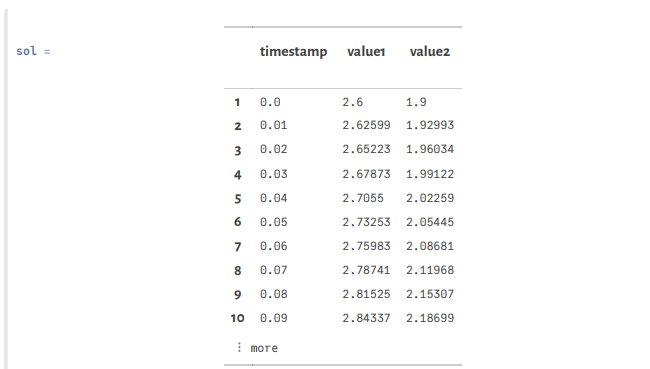 sol =
timestamp value1 value2
1 0.0 2.6 1.9
2 0.01 2.62599 1.92993
3 0.02 2.65223 1.96034
4 0.03 2.67873 1.99122
5 0.04 2.7055 2.02259
6 0.05 2.73253 2.05445
7 0.06 2.75983 2.08681
8 0.07 2.78741 2.11968
9 0.08 2.81525 2.15307
10 0.09 2.84337 2.18699
⋮ more